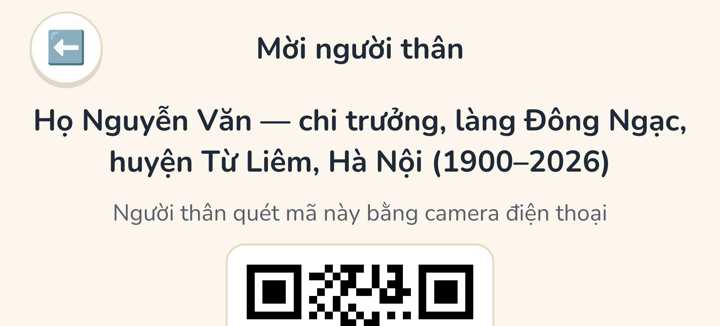 Mời người thân
Họ Nguyễn Văn — chi trưởng, làng Đông Ngạc,
huyện Từ Liêm, Hà Nội (1900–2026)
Người thân quét mã này bằng camera điện thoại